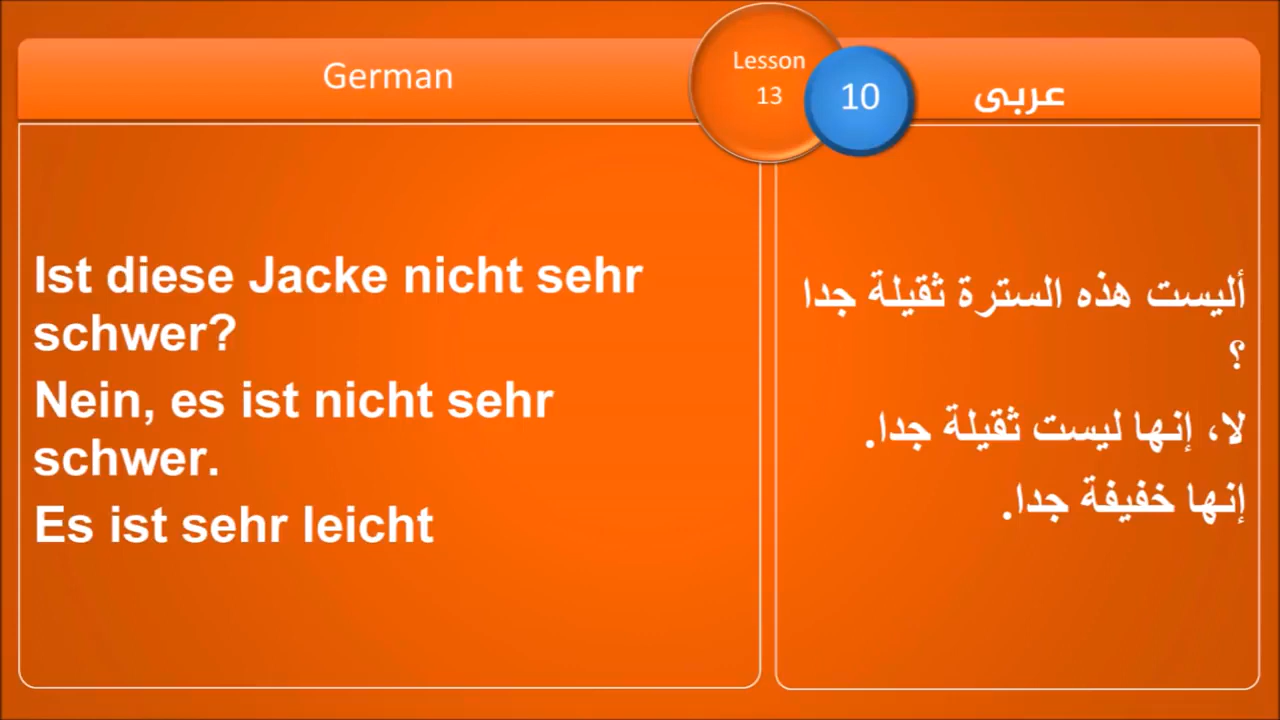 German
Lesson
13
10
عربى
Ist diese Jacke nicht sehr
schwer?
Nein, es ist nicht sehr
schwer.
Es ist sehr leicht
أليست هذه السترة ثقيلة جدا
؟
لا، إنها ليست ثقيلة جدا.
إنها خفيفة جدا.